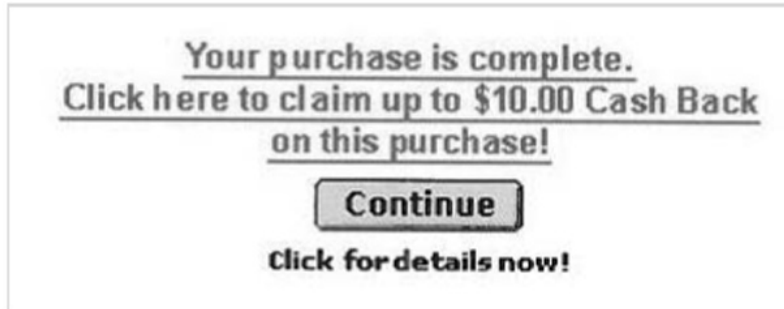 Your purchase is complete.
Click here to claim up to $10.00 Cash Back
on this purchase!
Continue
Click for details now!